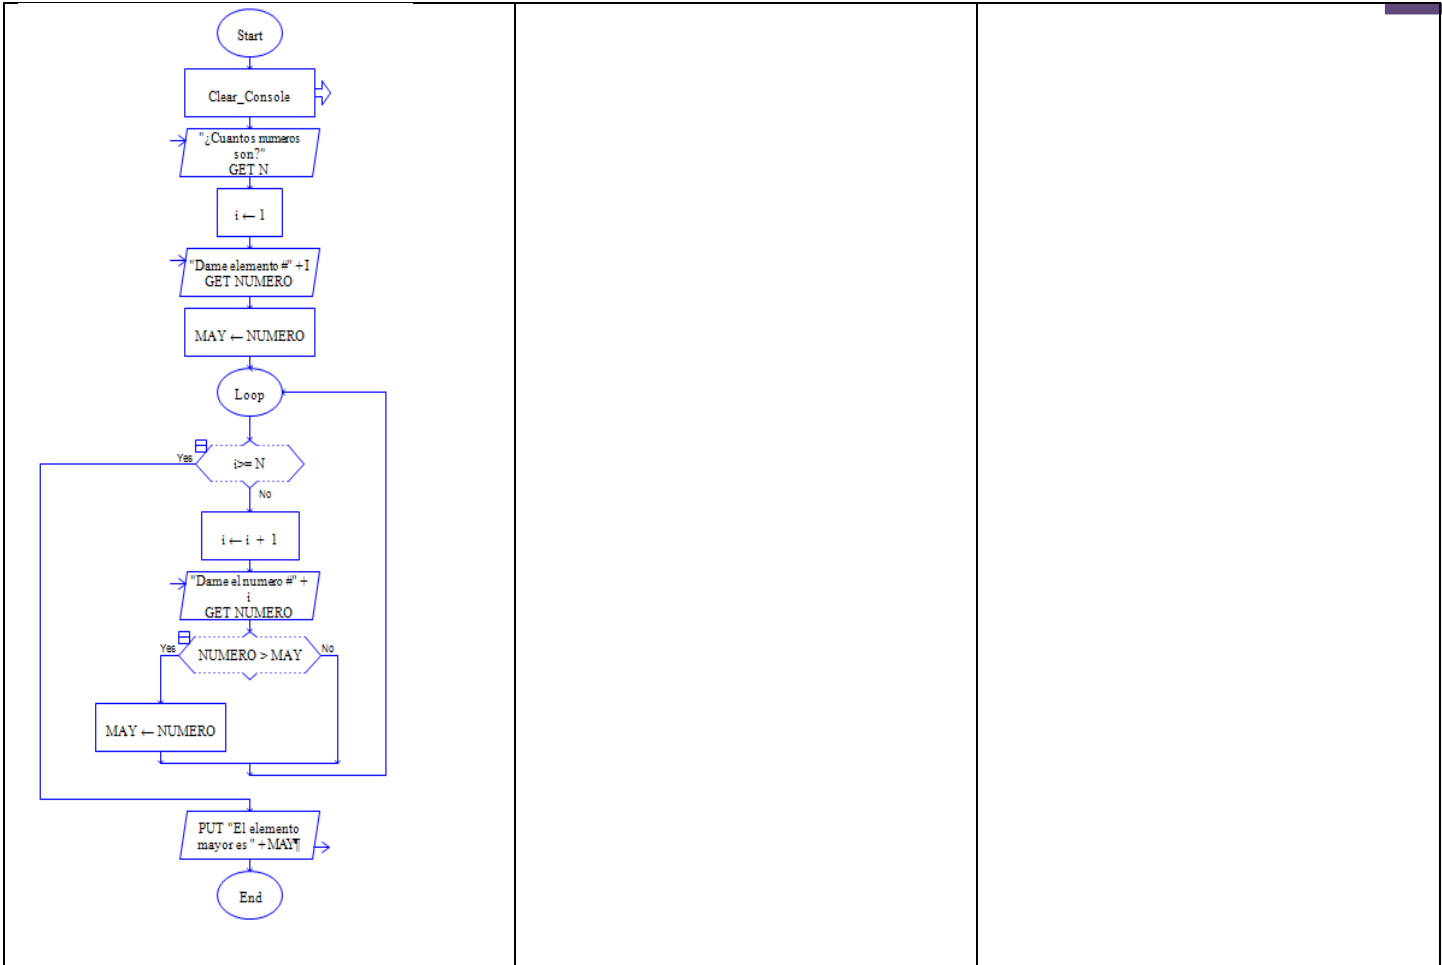 Start
Clear_Console
"¿Cuantos numeros
son?"
GET N
i ← 1
"Dame elemento #" +I
GET NUMERO
MAY ← NUMERO
Loop
Yes
i>= N
No
i ← i + 1
"Dame el numero #" +
i
GET NUMERO
Yes
NUMERO > MAY
No
MAY ← NUMERO
PUT "El elemento
mayor es " +MAY¶
End